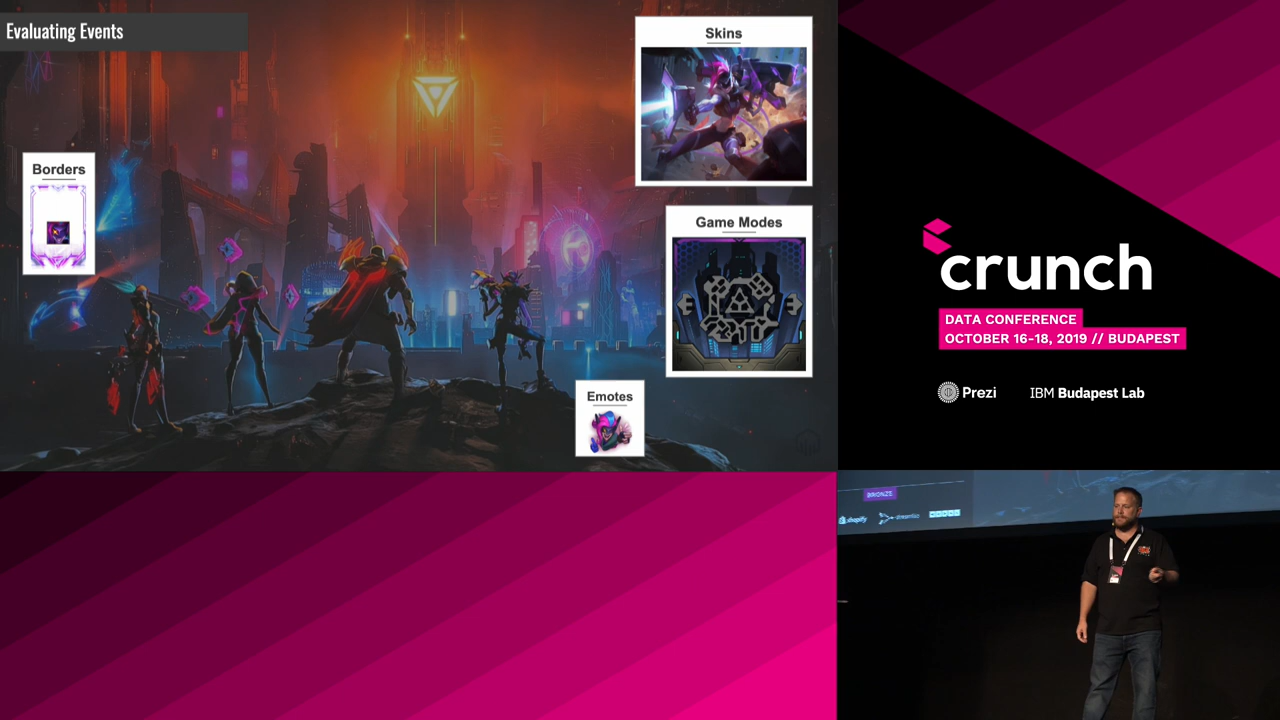 Evaluating Events
Skins
Borders
Game Modes
Emotes
crunch
DATA CONFERENCE
OCTOBER 16-18, 2019 // BUDAPEST
Prezi
IBM Budapest Lab
BRONZE
shopify